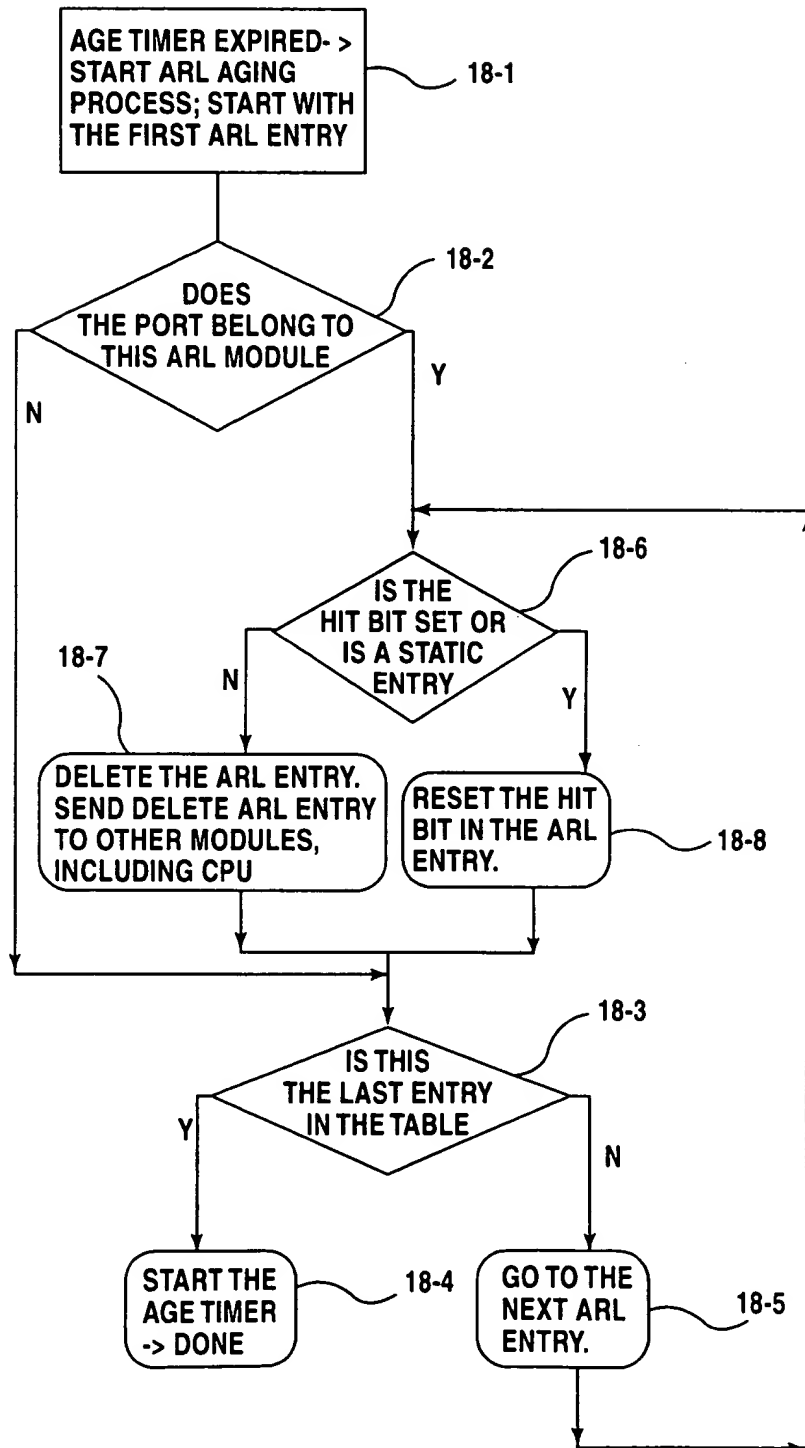 AGE TIMER EXPIRED- >
START ARL AGING
PROCESS; START WITH
THE FIRST ARL ENTRY
18-1
18-2
DOES
THE PORT BELONG TO
THIS ARL MODULE
Y
N
18-6
IS THE
HIT BIT SET OR
IS A STATIC
ENTRY
18-7
N
Y
DELETE THE ARL ENTRY.
SEND DELETE ARL ENTRY
TO OTHER MODULES,
INCLUDING CPU
RESET THE HIT
BIT IN THE ARL
ENTRY.
18-8
18-3
IS THIS
THE LAST ENTRY
IN THE TABLE
Y
N
START THE
AGE TIMER
-> DONE
18-4
GO TO THE
NEXT ARL
ENTRY.
18-5